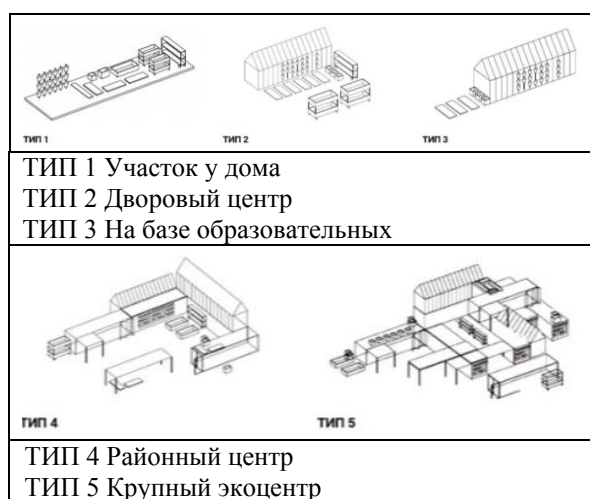 ТИП 1 ТИП 2 ТИП 3
ТИП 1 Участок у дома
ТИП 2 Дворовый центр
ТИП 3 На базе образовательных
ТИП 4 ТИП 5
ТИП 4 Районный центр
ТИП 5 Крупный экоцентр